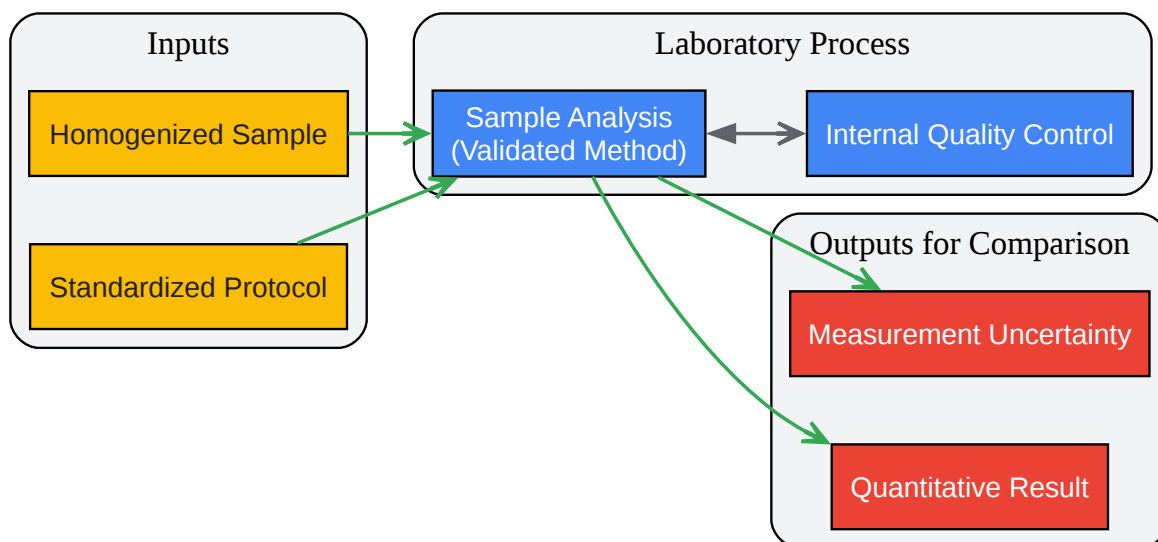 Inputs
Homogenized Sample
Standardized Protocol
Laboratory Process
Sample Analysis
(Validated Method)
Internal Quality Control
Outputs for Comparison
Measurement Uncertainty
Quantitative Result